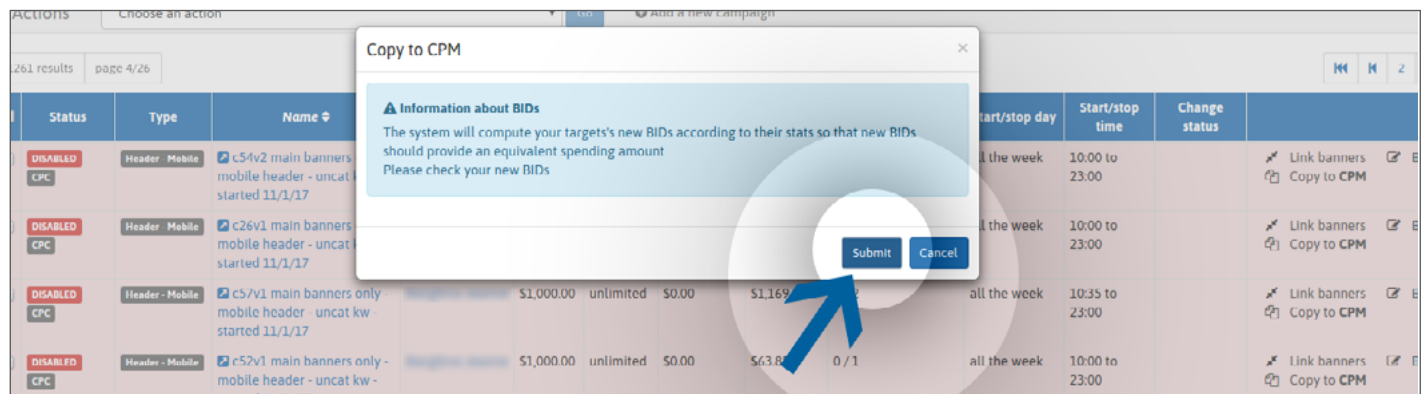 Actions Choose an action Go Add a new campaign
Copy to CPM ×
261 results page 4/26 2
Information about BIDs
The system will compute your targets's new BIDs according to their stats so that new BIDs
should provide an equivalent spending amount
Please check your new BIDs
Submit Cancel
Status Type Name Start/stop day Start/stop time Change status
DISABLED CPC Header - Mobile c54v2 main banners all the week 10:00 to Link banners
mobile header - uncat 23:00 Copy to CPM
started 11/1/17
DISABLED CPC Header - Mobile c26v1 main banners all the week 10:00 to Link banners
mobile header - uncat 23:00 Copy to CPM
started 11/1/17
DISABLED CPC Header - Mobile c57v1 main banners only - $1,000.00 unlimited $0.00 $1,169 all the week 10:35 to Link banners
mobile header - uncat kw - 23:00 Copy to CPM
started 11/1/17
DISABLED CPC Header - Mobile c52v1 main banners only - $1,000.00 unlimited $0.00 $63.8 0 / 1 all the week 10:00 to Link banners
mobile header - uncat kw - 23:00 Copy to CPM